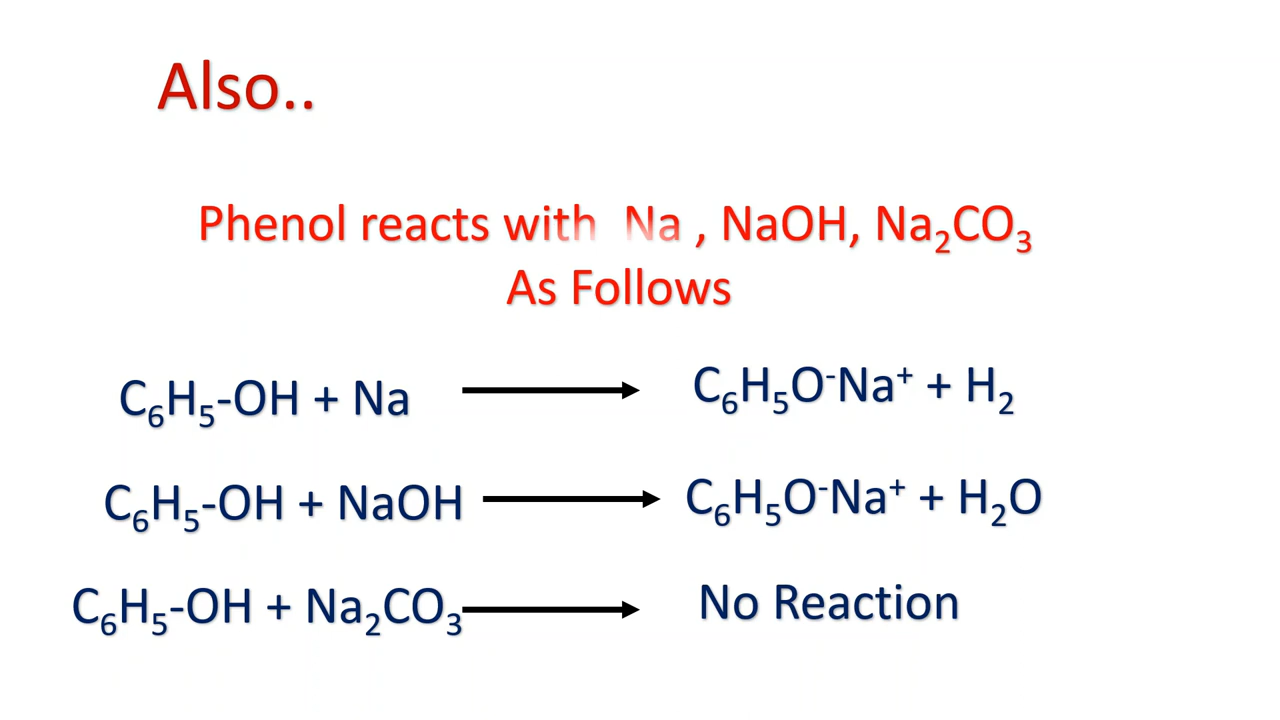 Also..
Phenol reacts with Na , NaOH, Na₂CO₃
As Follows
C₆H₅-OH + Na ⟶ C₆H₅O⁻Na⁺ + H₂
C₆H₅-OH + NaOH ⟶ C₆H₅O⁻Na⁺ + H₂O
C₆H₅-OH + Na₂CO₃ ⟶ No Reaction